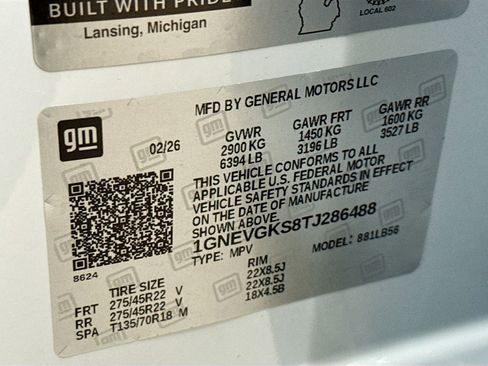 BUILT WITH PRIDE
Lansing, Michigan
LOCAL 602
MFD BY GENERAL MOTORS LLC
gm
02/26
GVWR GAWR FRT GAWR RR
2900 KG 1450 KG 1600 KG
6394 LB 3196 LB 3527 LB
THIS VEHICLE CONFORMS TO ALL
APPLICABLE U.S. FEDERAL MOTOR
VEHICLE SAFETY STANDARDS IN EFFECT
ON THE DATE OF MANUFACTURE
SHOWN ABOVE.
1GNEVGKS8TJ286488
TYPE: MPV MODEL: 881LB56
8624
TIRE SIZE RIM
FRT 275/45R22 V 22X8.5J
RR 275/45R22 V 22X8.5J
SPA T135/70R18 M 18X4.5B